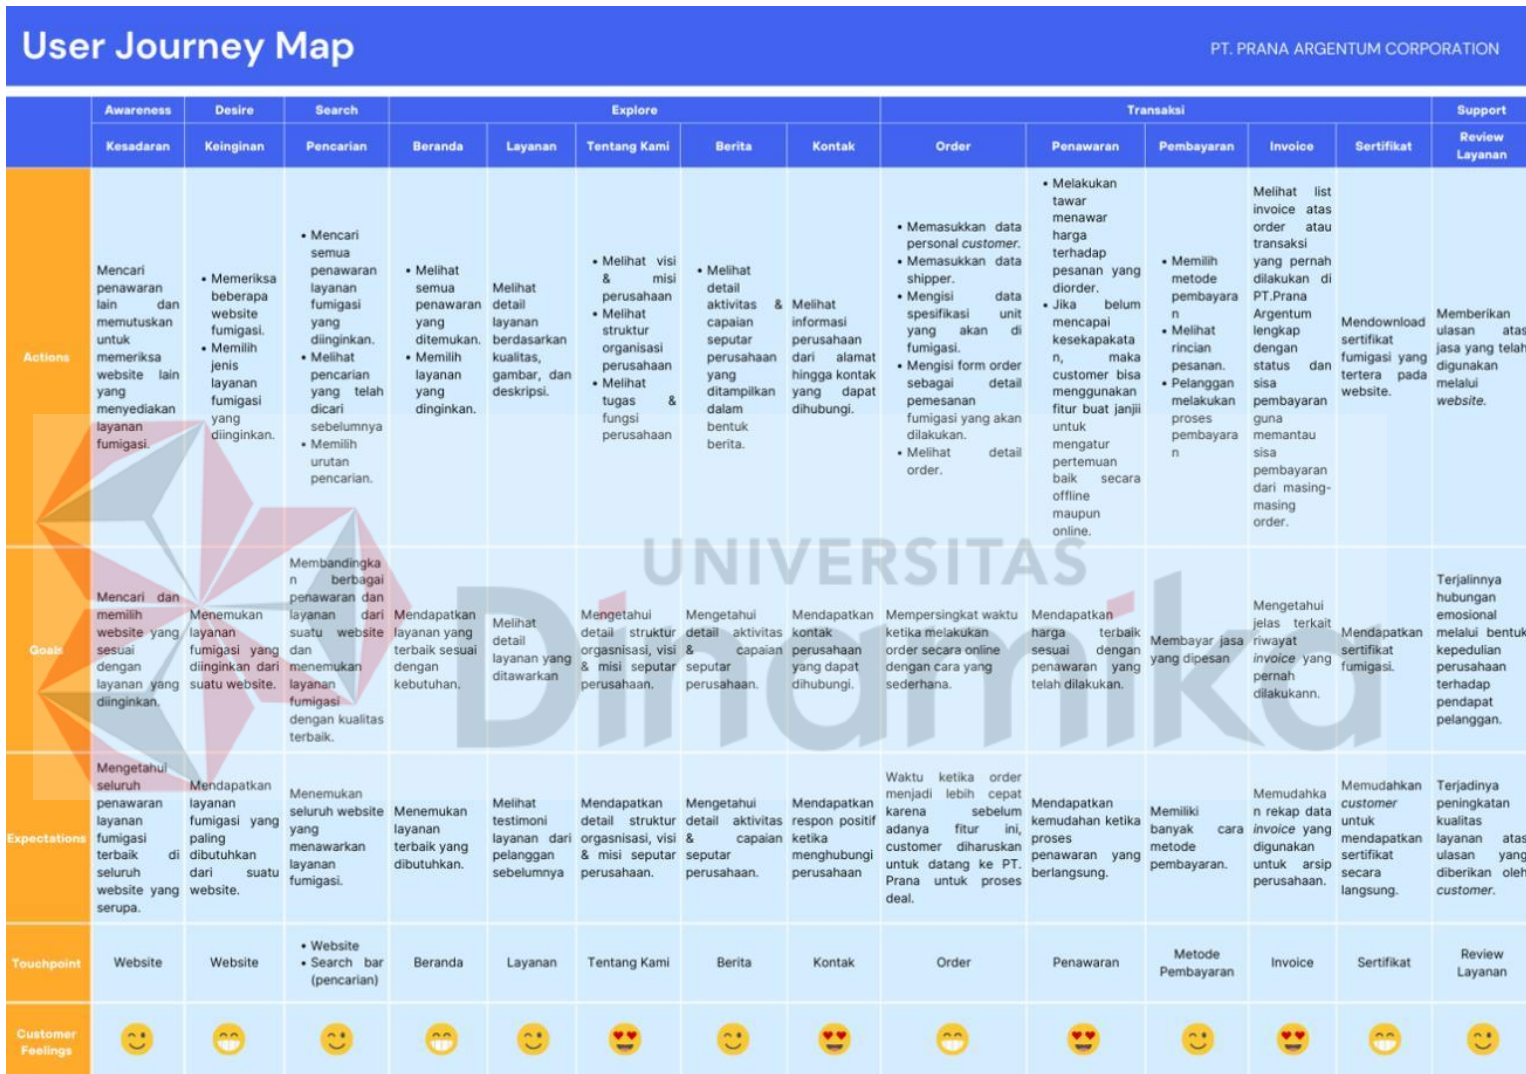 User Journey Map
PT. PRANA ARGENTUM CORPORATION
Awareness
Desire
Search
Explore
Transaksi
Support
Kesadaran
Keinginan
Pencarian
Beranda
Layanan
Tentang Kami
Berita
Kontak
Order
Penawaran
Pembayaran
Invoice
Sertifikat
Review
Layanan
Actions
Mencari
penawaran
lain dan
memutuskan
untuk
memeriksa
website lain
yang
menyediakan
layanan
fumigasi.
• Memeriksa
beberapa
website
fumigasi.
• Memilih
jenis
layanan
fumigasi
yang
diinginkan.
• Mencari
semua
penawaran
layanan
fumigasi
yang
diinginkan.
• Melihat
pencarian
yang telah
dicari
sebelumnya
• Memilih
urutan
pencarian.
• Melihat
semua
penawaran
yang
ditemukan.
• Memilih
layanan
yang
dinginkan.
Melihat
detail
layanan
berdasarkan
kualitas,
gambar, dan
deskripsi.
• Melihat visi
& misi
perusahaan
• Melihat
struktur
organisasi
perusahaan
• Melihat
tugas &
fungsi
perusahaan
• Melihat
detail
aktivitas &
capaian
seputar
perusahaan
yang
ditampilkan
dalam
bentuk
berita.
Melihat
informasi
perusahaan
dari alamat
hingga kontak
yang dapat
dihubungi.
• Memasukkan data
personal customer.
• Memasukkan data
shipper.
• Mengisi data
spesifikasi unit
yang akan di
fumigasi.
• Mengisi form order
sebagai detail
pemesanan
fumigasi yang akan
dilakukan.
• Melihat detail
order.
• Melakukan
tawar
menawar
harga
terhadap
pesanan yang
diorder.
• Jika belum
mencapai
kesekapakata
n, maka
customer bisa
menggunakan
fitur buat janjii
untuk
mengatur
pertemuan
baik secara
offline
maupun
online.
• Memilih
metode
pembayara
n
• Melihat
rincian
pesanan.
• Pelanggan
melakukan
proses
pembayara
n
Melihat list
invoice atas
order atau
transaksi
yang pernah
dilakukan di
PT.Prana
Argentum
lengkap
dengan
status dan
sisa
pembayaran
guna
memantau
sisa
pembayaran
dari masing-
masing
order.
Mendownload
sertifikat
fumigasi yang
tertera pada
website.
Memberikan
ulasan atas
jasa yang telah
digunakan
melalui
website.
Goals
Mencari dan
memilih
website yang
sesuai
dengan
layanan yang
diinginkan.
Menemukan
layanan
fumigasi yang
diinginkan dari
suatu website.
Membandingka
n berbagai
penawaran dan
layanan dari
suatu website
dan
menemukan
layanan
fumigasi
dengan kualitas
terbaik.
Mendapatkan
layanan yang
terbaik sesuai
dengan
kebutuhan.
Melihat
detail
layanan yang
ditawarkan
Mengetahui
detail struktur
orgasnisasi, visi
& misi seputar
perusahaan.
Mengetahui
detail aktivitas
& capaian
seputar
perusahaan.
Mendapatkan
kontak
perusahaan
yang dapat
dihubungi.
Mempersingkat waktu
ketika melakukan
order secara online
dengan cara yang
sederhana.
Mendapatkan
harga terbaik
sesuai dengan
penawaran yang
telah dilakukan.
Membayar jasa
yang dipesan
Mengetahui
jelas terkait
riwayat
invoice yang
pernah
dilakukann.
Mendapatkan
sertifikat
fumigasi.
Terjalinnya
hubungan
emosional
melalui bentuk
kepedulian
perusahaan
terhadap
pendapat
pelanggan.
Expectations
Mengetahui
seluruh
penawaran
layanan
fumigasi
terbaik di
seluruh
website yang
serupa.
Mendapatkan
layanan
fumigasi yang
paling
dibutuhkan
dari suatu
website.
Menemukan
seluruh website
yang
menawarkan
layanan
fumigasi.
Menemukan
layanan
terbaik yang
dibutuhkan.
Melihat
testimoni
layanan dari
pelanggan
sebelumnya
Mendapatkan
detail struktur
orgasnisasi, visi
& misi seputar
perusahaan.
Mengetahui
detail aktivitas
& capaian
seputar
perusahaan.
Mendapatkan
respon positif
ketika
menghubungi
perusahaan
Waktu ketika order
menjadi lebih cepat
karena sebelum
adanya fitur ini,
customer diharuskan
untuk datang ke PT.
Prana untuk proses
deal.
Mendapatkan
kemudahan ketika
proses
penawaran yang
berlangsung.
Memiliki
banyak cara
metode
pembayaran.
Memudahka
n rekap data
invoice yang
digunakan
untuk arsip
perusahaan.
Memudahkan
customer
untuk
mendapatkan
sertifikat
secara
langsung.
Terjadinya
peningkatan
kualitas
layanan atas
ulasan yang
diberikan oleh
customer.
Touchpoint
Website
Website
• Website
• Search bar
(pencarian)
Beranda
Layanan
Tentang Kami
Berita
Kontak
Order
Penawaran
Metode
Pembayaran
Invoice
Sertifikat
Review
Layanan
Customer
Feelings
UNIVERSITAS
Dinamika